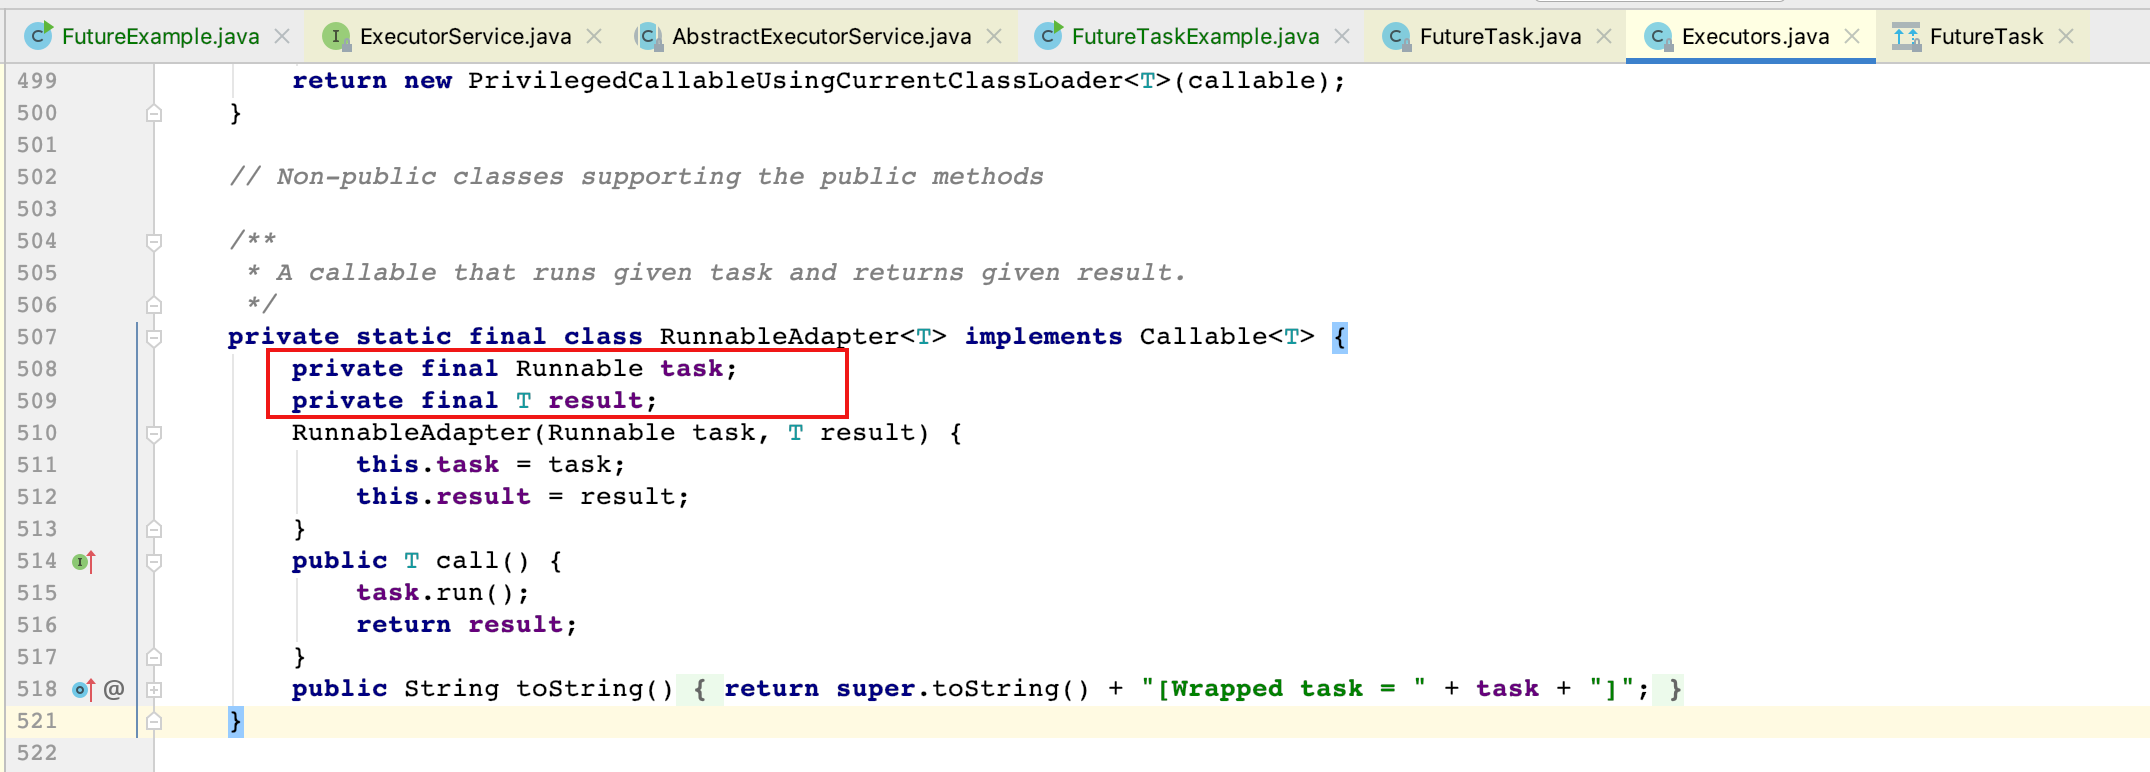 FutureExample.java ExecutorService.java AbstractExecutorService.java FutureTaskExample.java FutureTask.java Executors.java FutureTask
499 return new PrivilegedCallableUsingCurrentClassLoader<T>(callable);
500 }
501
502 // Non-public classes supporting the public methods
503
504 /**
505 * A callable that runs given task and returns given result.
506 */
507 private static final class RunnableAdapter<T> implements Callable<T> {
508 private final Runnable task;
509 private final T result;
510 RunnableAdapter(Runnable task, T result) {
511 this.task = task;
512 this.result = result;
513 }
514 public T call() {
515 task.run();
516 return result;
517 }
518 @ public String toString() { return super.toString() + "[Wrapped task = " + task + "]"; }
521 }
522